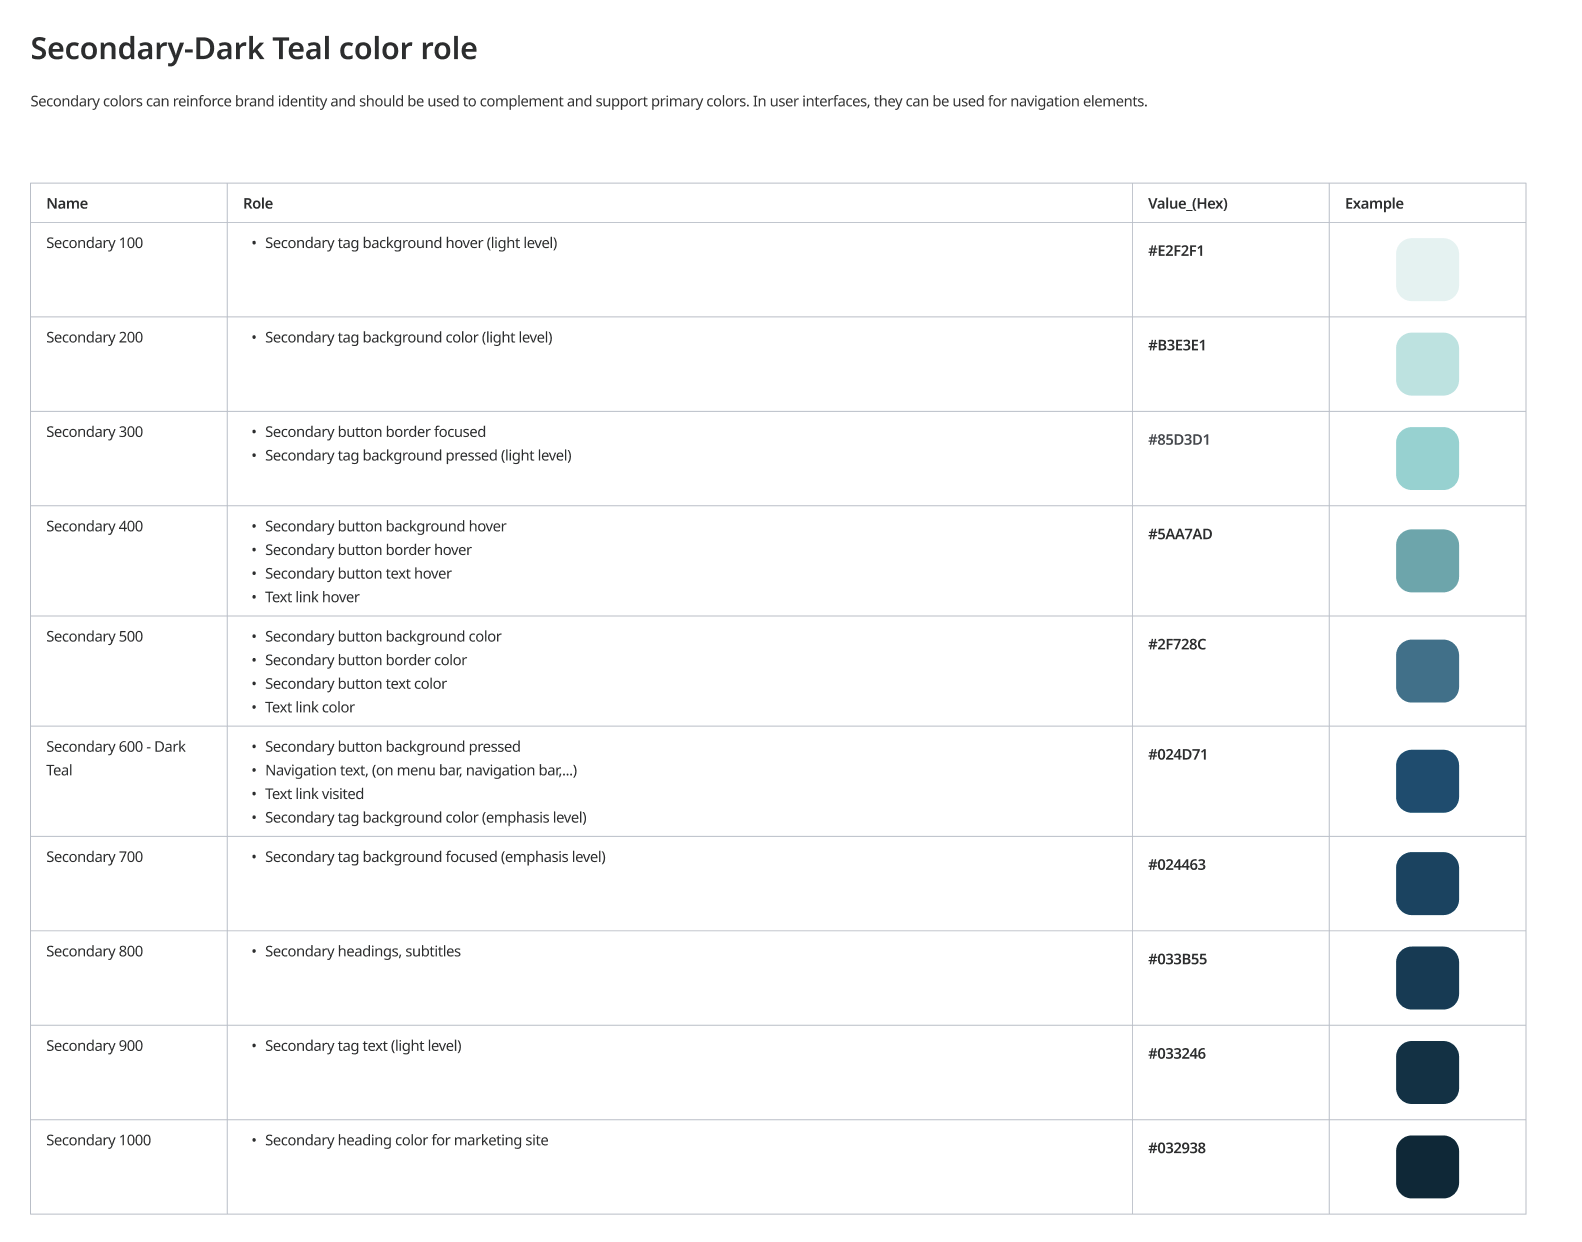 Secondary-Dark Teal color role
Secondary colors can reinforce brand identity and should be used to complement and support primary colors. In user interfaces, they can be used for navigation elements.
Name Role Value_(Hex) Example
Secondary 100 • Secondary tag background hover (light level) #E2F2F1
Secondary 200 • Secondary tag background color (light level) #B3E3E1
Secondary 300 • Secondary button border focused #85D3D1
• Secondary tag background pressed (light level)
Secondary 400 • Secondary button background hover #5AA7AD
• Secondary button border hover
• Secondary button text hover
• Text link hover
Secondary 500 • Secondary button background color #2F728C
• Secondary button border color
• Secondary button text color
• Text link color
Secondary 600 - Dark • Secondary button background pressed #024D71
Teal • Navigation text, (on menu bar, navigation bar,...)
• Text link visited
• Secondary tag background color (emphasis level)
Secondary 700 • Secondary tag background focused (emphasis level) #024463
Secondary 800 • Secondary headings, subtitles #033B55
Secondary 900 • Secondary tag text (light level) #033246
Secondary 1000 • Secondary heading color for marketing site #032938